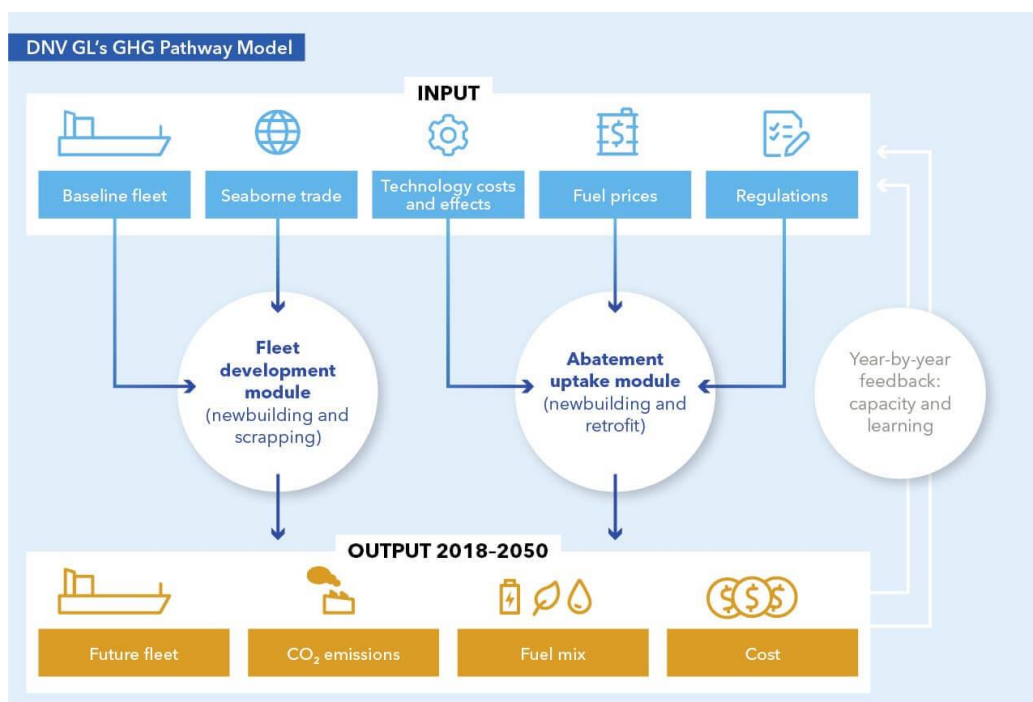 DNV GL's GHG Pathway Model
INPUT
Baseline fleet
Seaborne trade
Technology costs
and effects
Fuel prices
Regulations
Fleet
development
module
(newbuilding and
scrapping)
Abatement
uptake module
(newbuilding and
retrofit)
Year-by-year
feedback:
capacity and
learning
OUTPUT 2018–2050
Future fleet
CO₂ emissions
Fuel mix
Cost